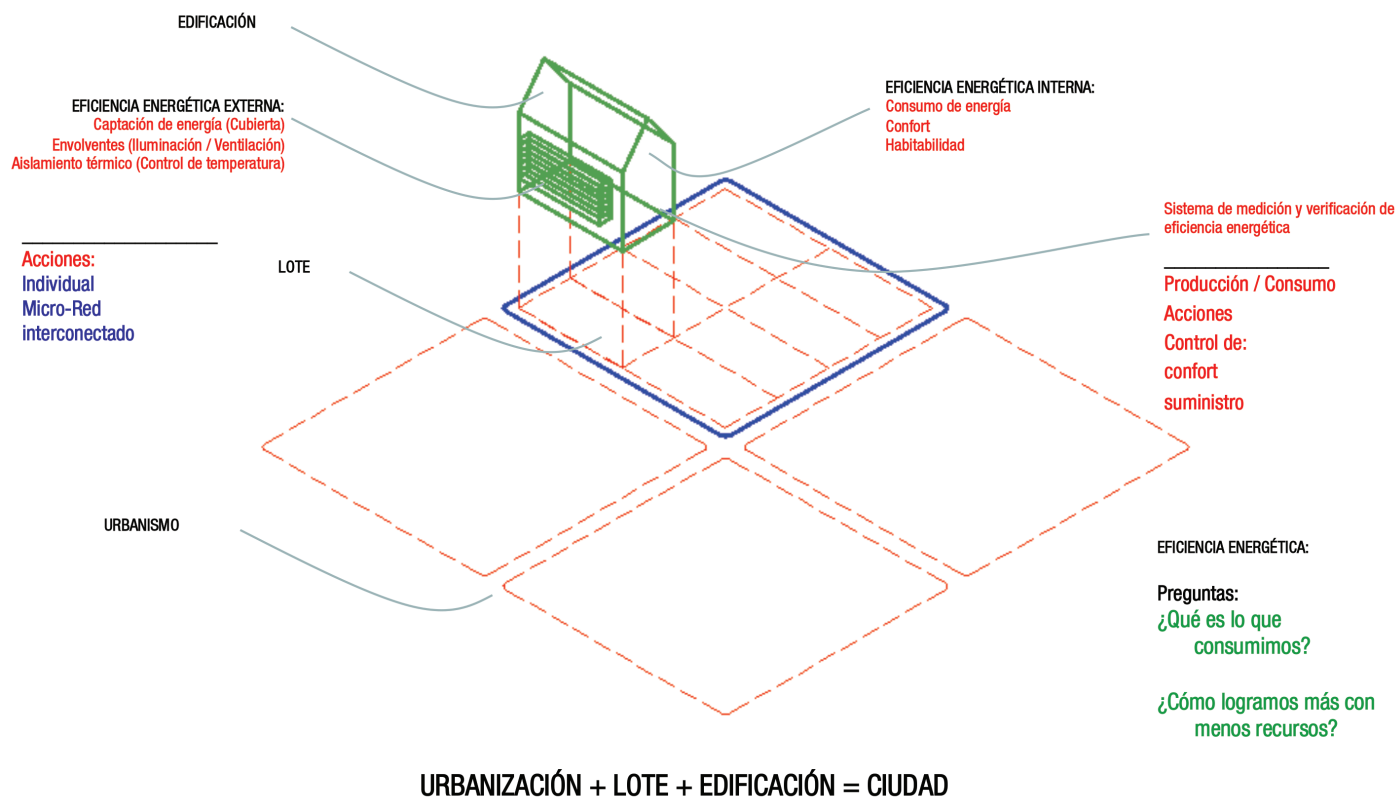 EDIFICACIÓN
EFICIENCIA ENERGÉTICA EXTERNA:
Captación de energía (Cubierta)
Envolventes (Iluminación / Ventilación)
Aislamiento térmico (Control de temperatura)
EFICIENCIA ENERGÉTICA INTERNA:
Consumo de energía
Confort
Habitabilidad
Sistema de medición y verificación de
eficiencia energética
Acciones:
Individual
Micro-Red
interconectado
LOTE
Producción / Consumo
Acciones
Control de:
confort
suministro
URBANISMO
EFICIENCIA ENERGÉTICA:
Preguntas:
¿Qué es lo que
consumimos?
¿Cómo logramos más con
menos recursos?
URBANIZACIÓN + LOTE + EDIFICACIÓN = CIUDAD